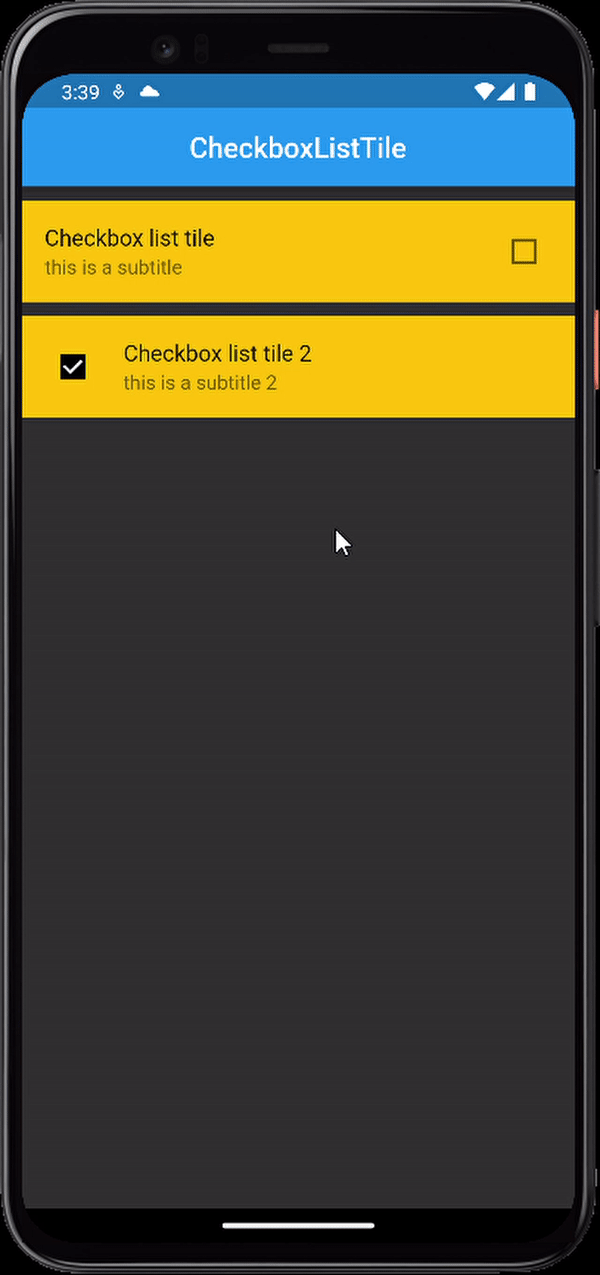 3:39
CheckboxListTile
Checkbox list tile
this is a subtitle
Checkbox list tile 2
this is a subtitle 2